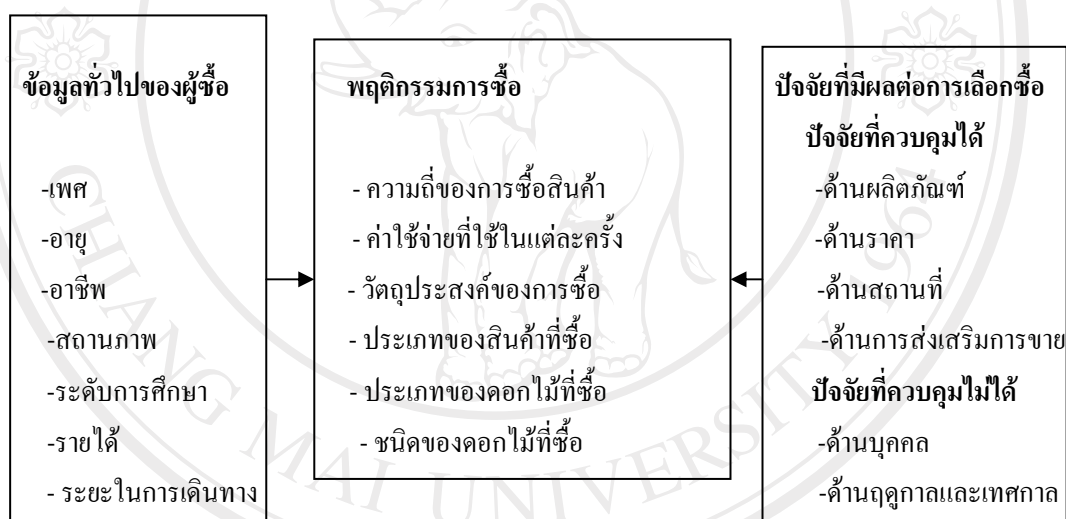 ข้อมูลทั่วไปของผู้ซื้อ
-เพศ
-อายุ
-อาชีพ
-สถานภาพ
-ระดับการศึกษา
-รายได้
- ระยะในการเดินทาง
พฤติกรรมการซื้อ
- ความถี่ของการซื้อสินค้า
- ค่าใช้จ่ายที่ใช้ในแต่ละครั้ง
- วัตถุประสงค์ของการซื้อ
- ประเภทของสินค้าที่ซื้อ
- ประเภทของดอกไม้ที่ซื้อ
- ชนิดของดอกไม้ที่ซื้อ
ปัจจัยที่มีผลต่อการเลือกซื้อ
ปัจจัยที่ควบคุมได้
-ด้านผลิตภัณฑ์
-ด้านราคา
-ด้านสถานที่
-ด้านการส่งเสริมการขาย
ปัจจัยที่ควบคุมไม่ได้
-ด้านบุคคล
-ด้านฤดูกาลและเทศกาล
CHIANG MAI UNIVERSITY 1964